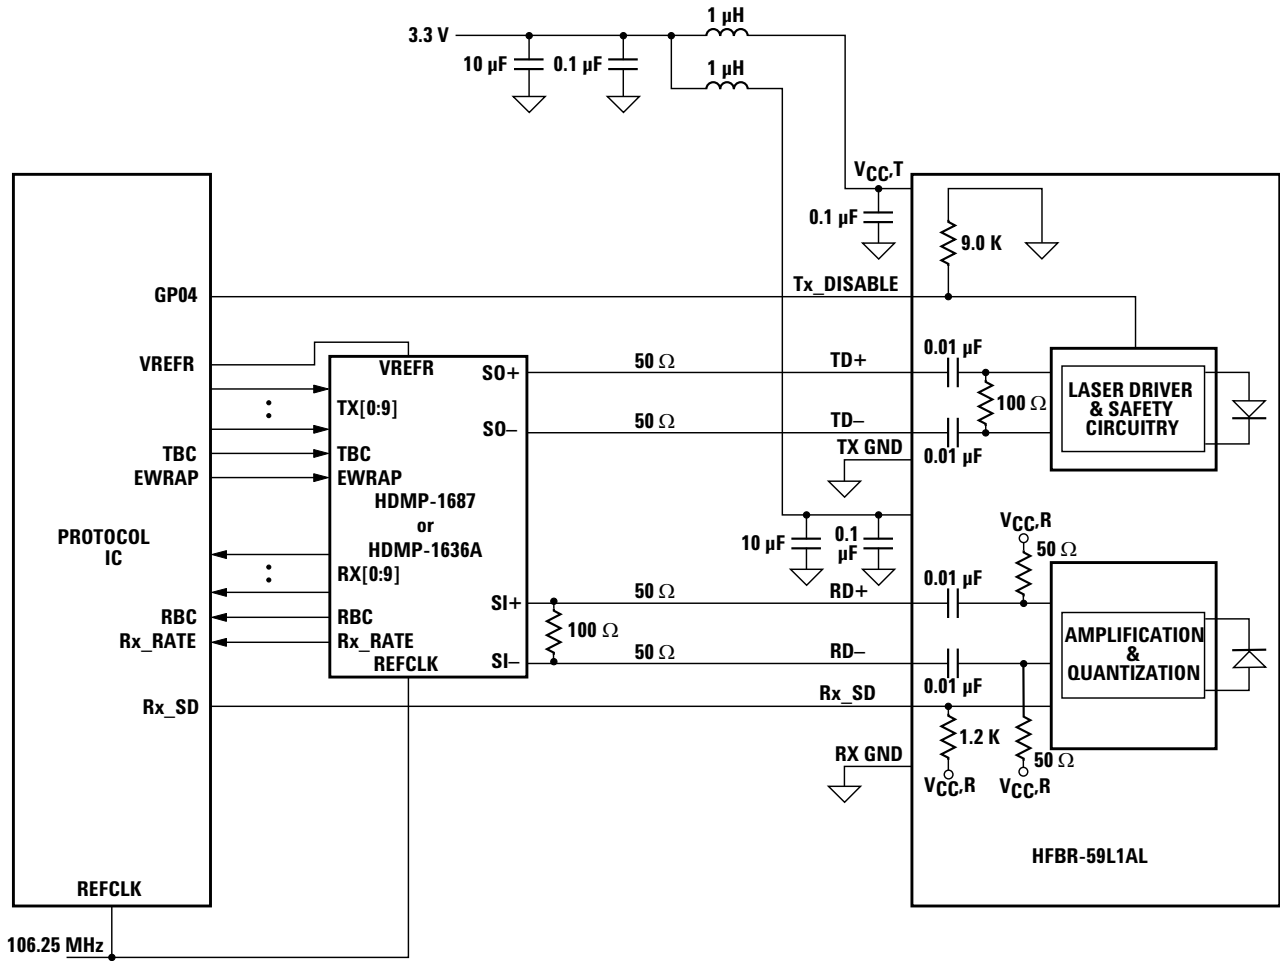 1 µH
3.3 V
10 µF
0.1 µF
1 µH
VCC,T
0.1 µF
9.0 K
GP04
Tx_DISABLE
VREFR
VREFR
SO+
50 Ω
TD+
0.01 µF
TX[0:9]
:
100 Ω
LASER DRIVER
& SAFETY
CIRCUITRY
SO–
50 Ω
TD–
0.01 µF
TBC
TBC
TX GND
EWRAP
EWRAP
HDMP-1687
or
HDMP-1636A
PROTOCOL
IC
10 µF
0.1
µF
VCC,R
50 Ω
:
RX[0:9]
SI+
50 Ω
RD+
0.01 µF
RBC
RBC
100 Ω
Rx_RATE
Rx_RATE
AMPLIFICATION
&
QUANTIZATION
REFCLK
SI–
50 Ω
RD–
0.01 µF
Rx_SD
Rx_SD
1.2 K
50 Ω
RX GND
VCC,R
VCC,R
HFBR-59L1AL
REFCLK
106.25 MHz